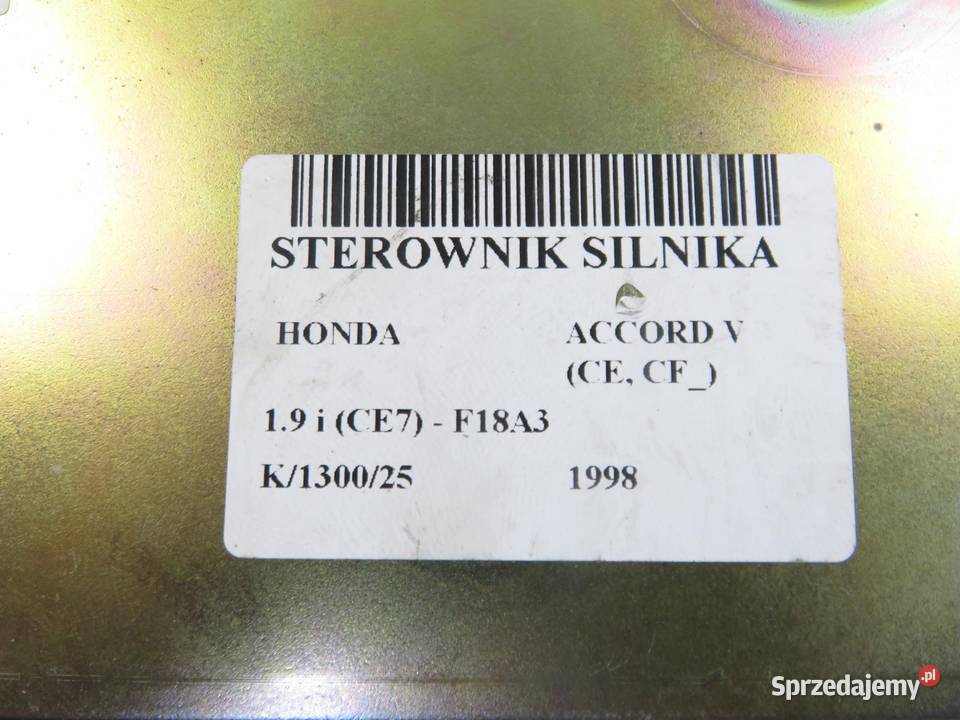 STEROWNIK SILNIKA
HONDA ACCORD V
(CE, CF_)
1.9 i (CE7) - F18A3
K/1300/25 1998
Sprzedajemy.pl